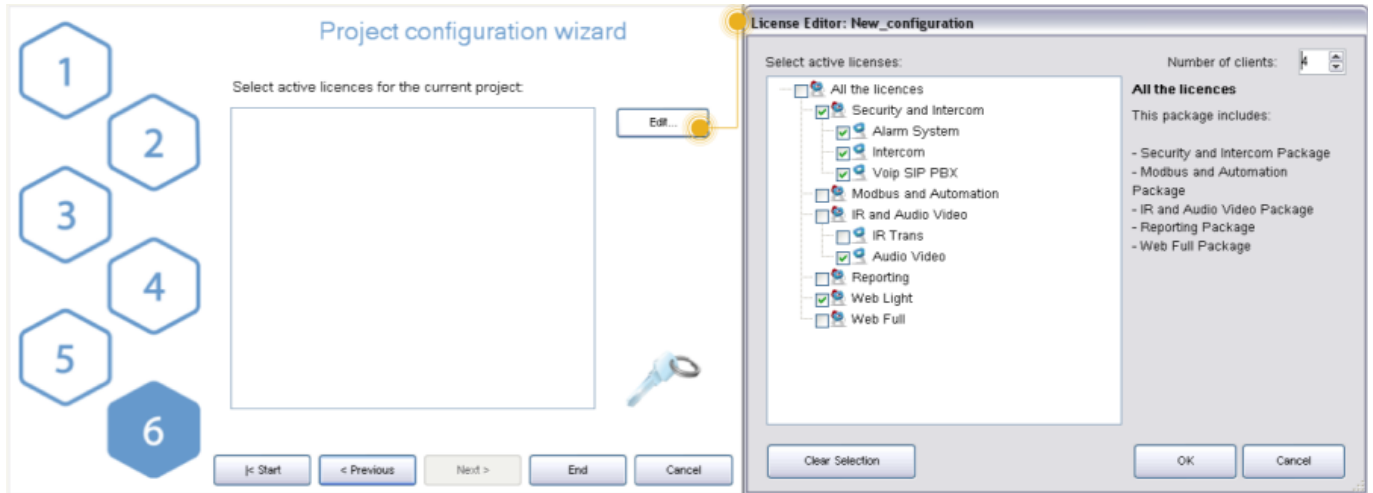 Project configuration wizard
1
2
3
4
5
6
Select active licences for the current project:
Edit...
|< Start
< Previous
Next >
End
Cancel
License Editor: New_configuration
Select active licenses:
Number of clients: 4
All the licences
Security and Intercom
Alarm System
Intercom
Voip SIP PBX
Modbus and Automation
IR and Audio Video
IR Trans
Audio Video
Reporting
Web Light
Web Full
All the licences
This package includes:
- Security and Intercom Package
- Modbus and Automation
Package
- IR and Audio Video Package
- Reporting Package
- Web Full Package
Clear Selection
OK
Cancel